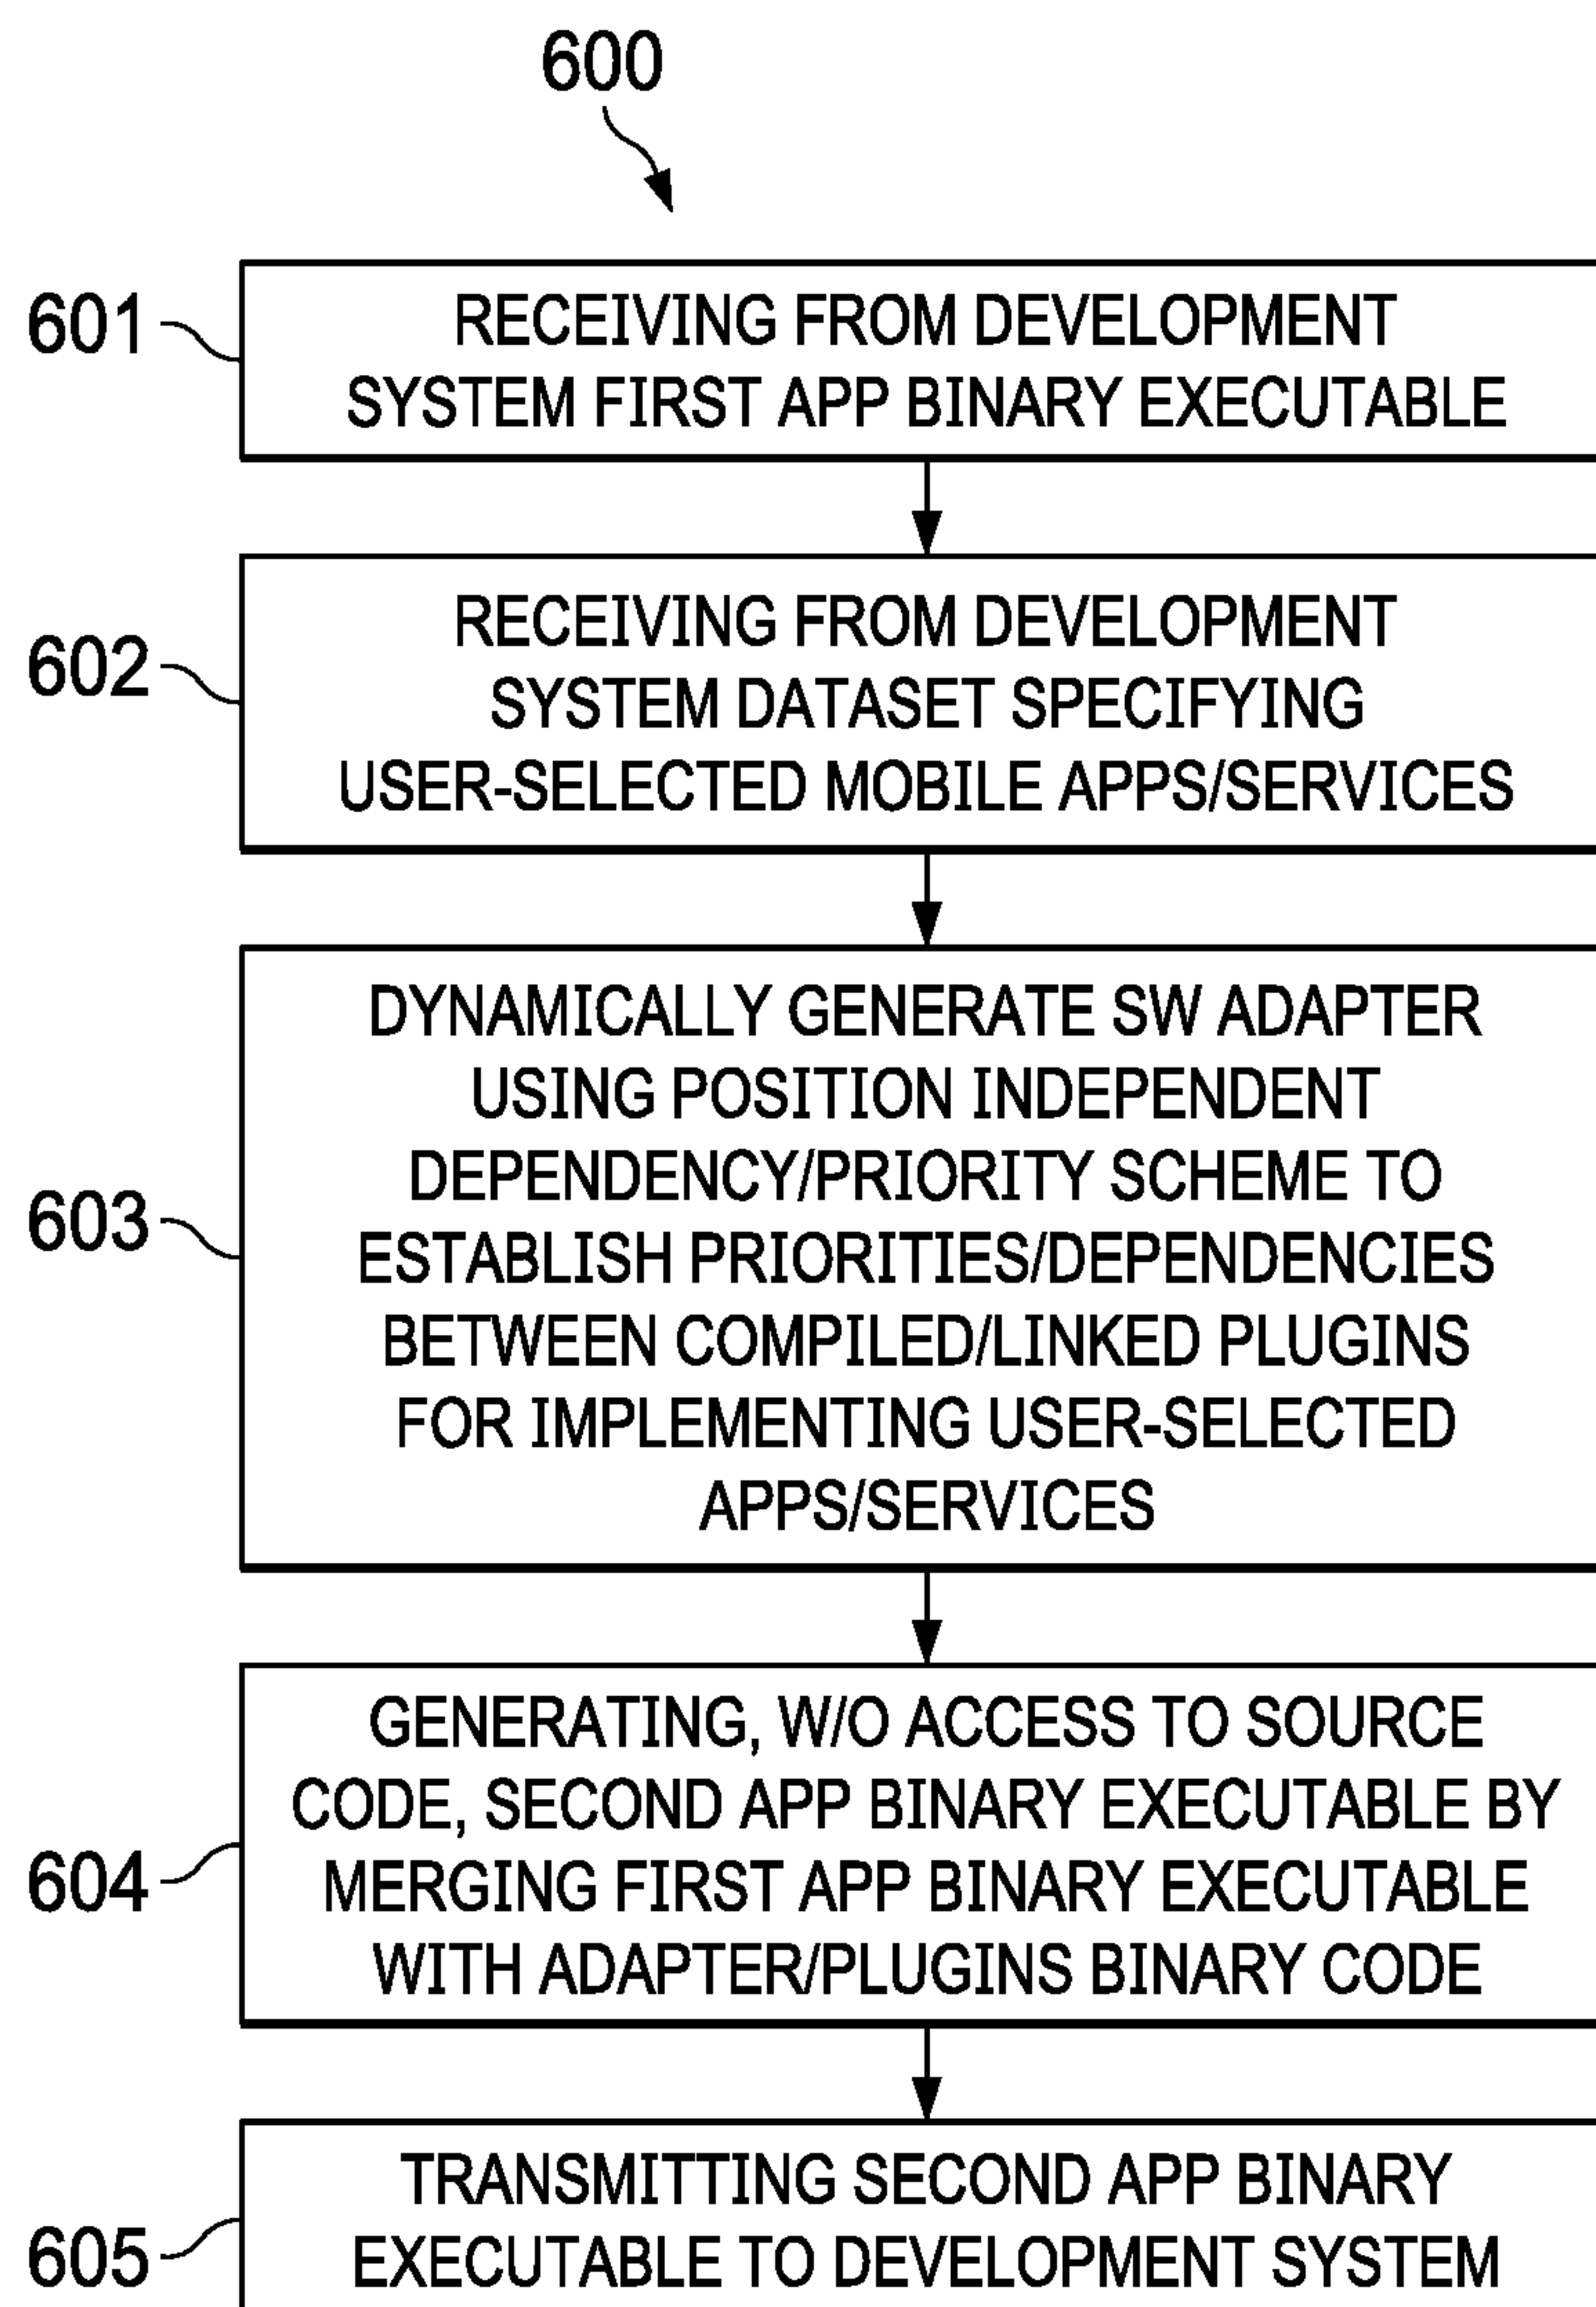 600
601
RECEIVING FROM DEVELOPMENT
SYSTEM FIRST APP BINARY EXECUTABLE
602
RECEIVING FROM DEVELOPMENT
SYSTEM DATASET SPECIFYING
USER-SELECTED MOBILE APPS/SERVICES
603
DYNAMICALLY GENERATE SW ADAPTER
USING POSITION INDEPENDENT
DEPENDENCY/PRIORITY SCHEME TO
ESTABLISH PRIORITIES/DEPENDENCIES
BETWEEN COMPILED/LINKED PLUGINS
FOR IMPLEMENTING USER-SELECTED
APPS/SERVICES
604
GENERATING, W/O ACCESS TO SOURCE
CODE, SECOND APP BINARY EXECUTABLE BY
MERGING FIRST APP BINARY EXECUTABLE
WITH ADAPTER/PLUGINS BINARY CODE
605
TRANSMITTING SECOND APP BINARY
EXECUTABLE TO DEVELOPMENT SYSTEM